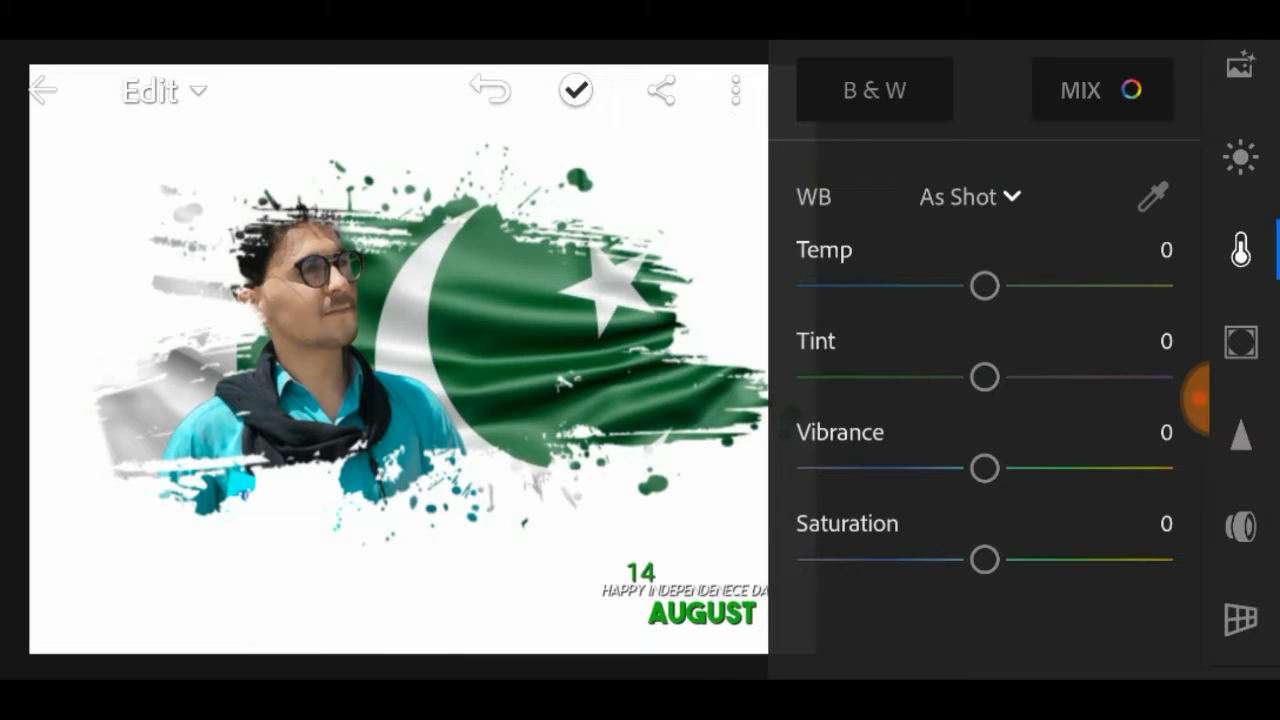 Edit
B & W
MIX
WB
As Shot
Temp
0
Tint
0
Vibrance
0
Saturation
0
14
HAPPY INDEPENDENECE DA
AUGUST